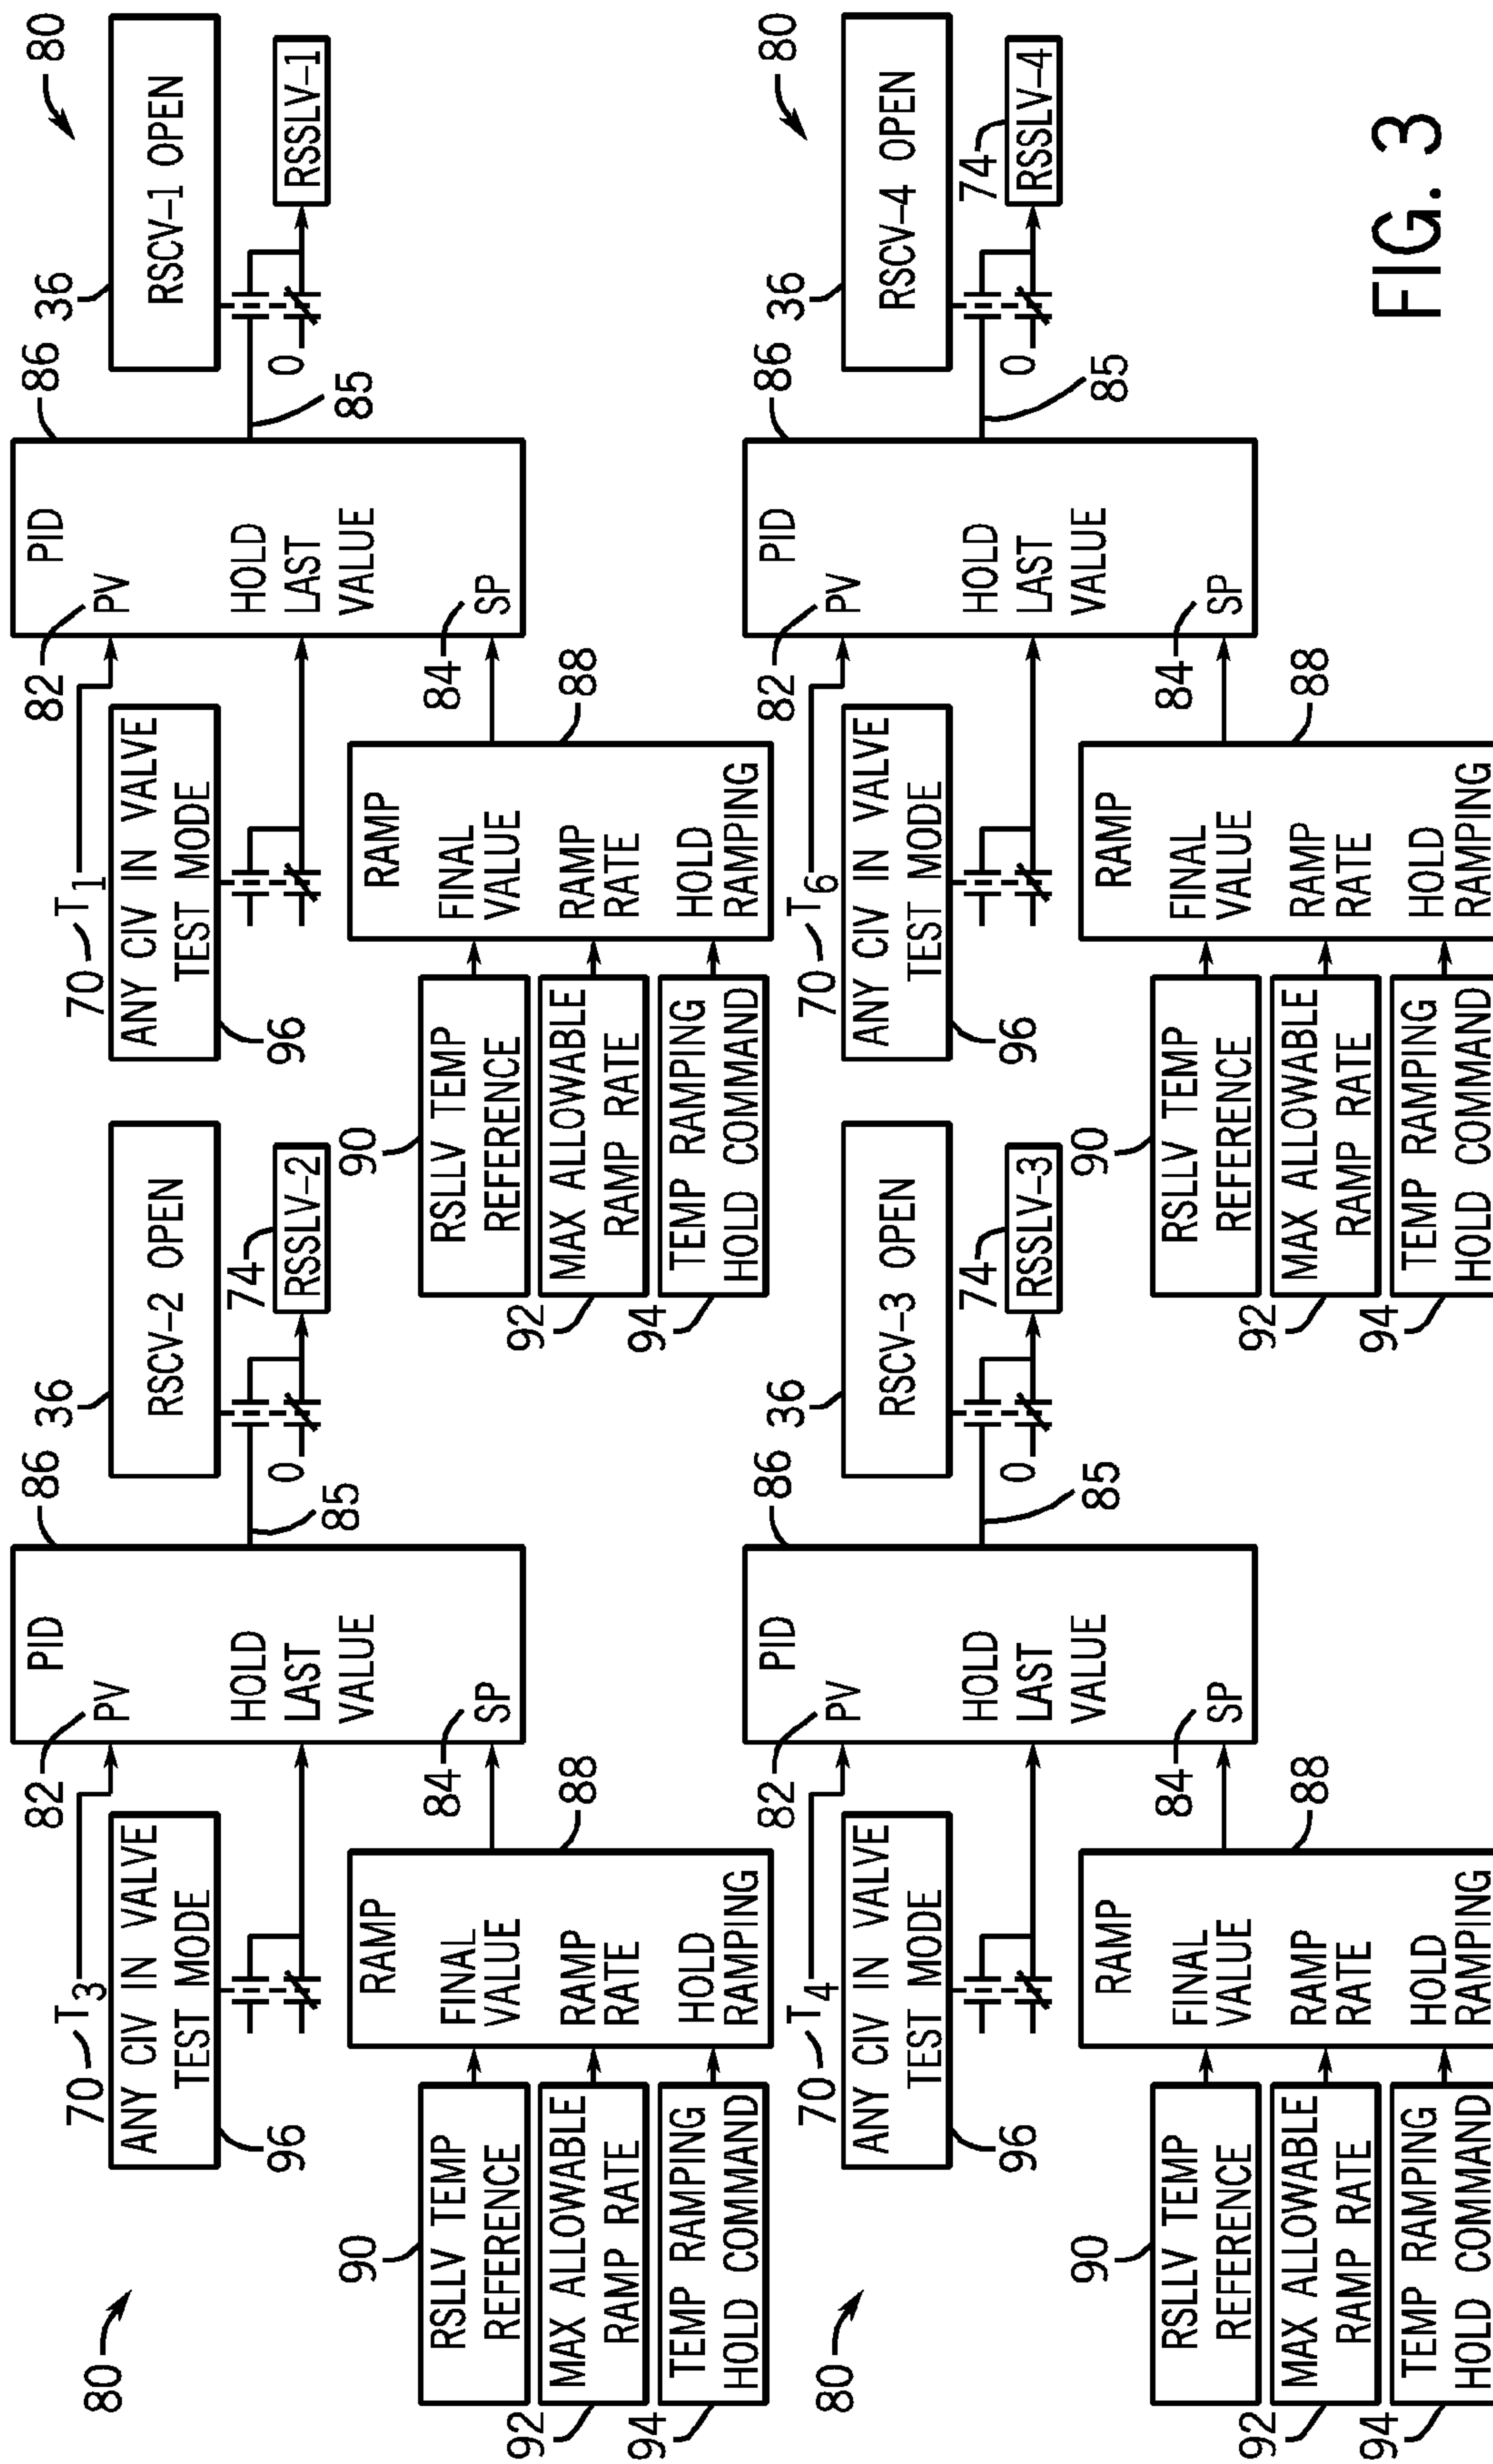 80
70
T3
82
86
36
ANY CIV IN VALVE
TEST MODE
96
PID
PV
HOLD
LAST
VALUE
84
SP
85
RSCV-2 OPEN
0
74
RSSLV-2
90
RSLLV TEMP
REFERENCE
92
MAX ALLOWABLE
RAMP RATE
94
TEMP RAMPING
HOLD COMMAND
RAMP
FINAL
VALUE
RAMP
RATE
HOLD
RAMPING
88
80
70
T1
82
86
36
ANY CIV IN VALVE
TEST MODE
96
PID
PV
HOLD
LAST
VALUE
84
SP
85
RSCV-1 OPEN
0
RSSLV-1
90
RSLLV TEMP
REFERENCE
92
MAX ALLOWABLE
RAMP RATE
94
TEMP RAMPING
HOLD COMMAND
RAMP
FINAL
VALUE
RAMP
RATE
HOLD
RAMPING
88
80
70
T4
82
86
36
ANY CIV IN VALVE
TEST MODE
96
PID
PV
HOLD
LAST
VALUE
84
SP
85
RSCV-3 OPEN
0
74
RSSLV-3
90
RSLLV TEMP
REFERENCE
92
MAX ALLOWABLE
RAMP RATE
94
TEMP RAMPING
HOLD COMMAND
RAMP
FINAL
VALUE
RAMP
RATE
HOLD
RAMPING
88
80
70
T6
82
86
36
ANY CIV IN VALVE
TEST MODE
96
PID
PV
HOLD
LAST
VALUE
84
SP
85
RSCV-4 OPEN
0
74
RSSLV-4
90
RSLLV TEMP
REFERENCE
92
MAX ALLOWABLE
RAMP RATE
94
TEMP RAMPING
HOLD COMMAND
RAMP
FINAL
VALUE
RAMP
RATE
HOLD
RAMPING
88
FIG. 3